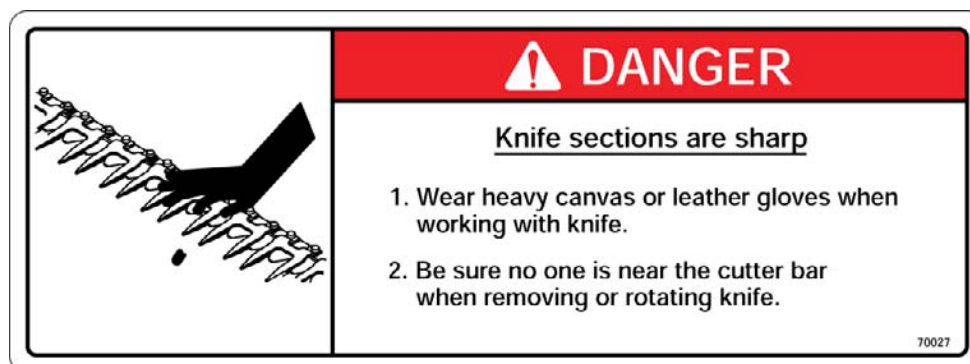 DANGER
Knife sections are sharp
1. Wear heavy canvas or leather gloves when
working with knife.
2. Be sure no one is near the cutter bar
when removing or rotating knife.
70027